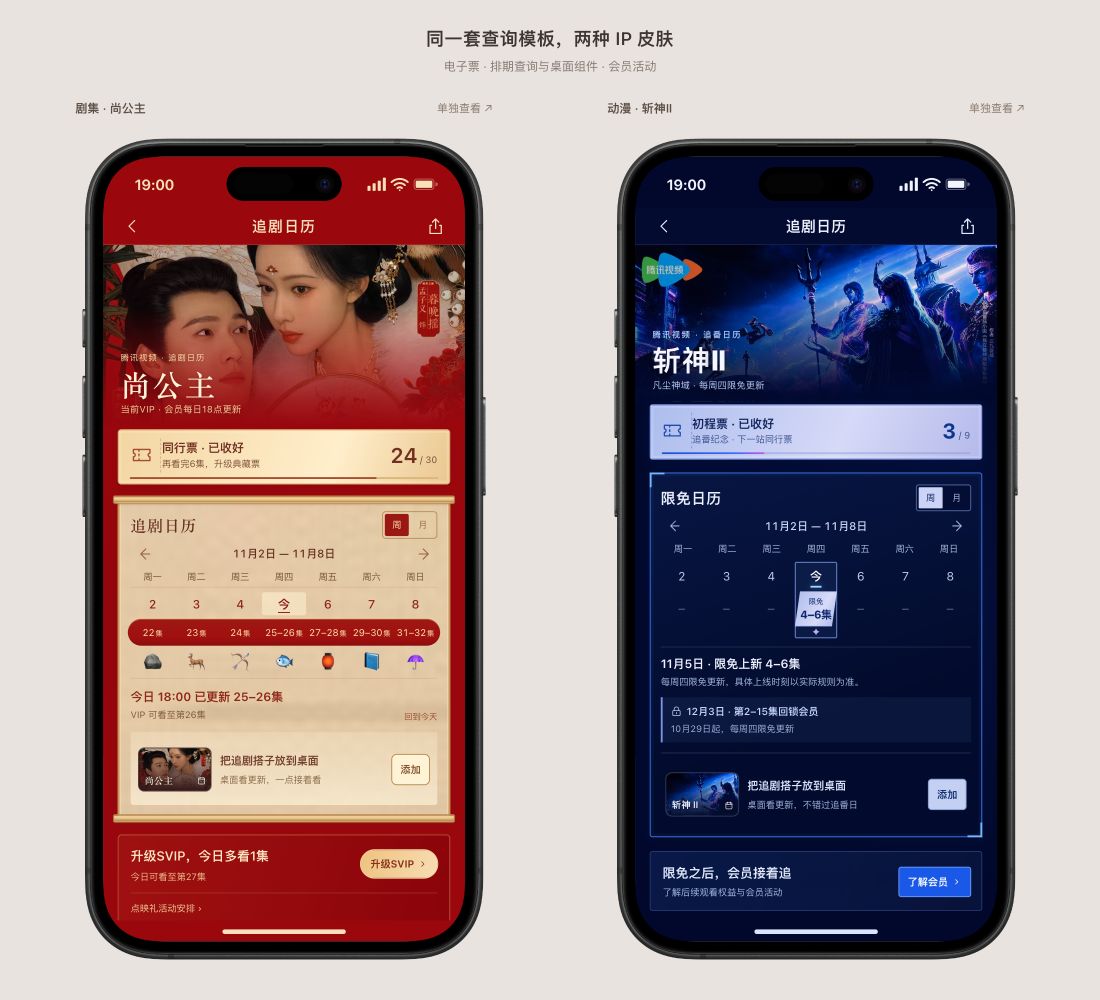 同一套查询模板，两种 IP 皮肤
电子票 · 排期查询与桌面组件 · 会员活动
剧集 · 尚公主
单独查看 ↗
19:00
追剧日历
暮晚摇
孟子义 饰
腾讯视频 · 追剧日历
尚公主
当前VIP · 会员每日18点更新
同行票 · 已收好
再看完6集，升级典藏票
24 / 30
追剧日历
周 月
← 11月2日 — 11月8日 →
周一 周二 周三 周四 周五 周六 周日
2 3 4 今 6 7 8
22集 23集 24集 25–26集 27–28集 29–30集 31–32集
今日 18:00 已更新 25–26集
VIP 可看至第26集
回到今天
尚公主
把追剧搭子放到桌面
桌面看更新，一点接着看
添加
升级SVIP，今日多看1集
今日可看至第27集
升级SVIP ›
点映礼活动安排 ›
动漫 · 斩神II
单独查看 ↗
19:00
追剧日历
腾讯视频
腾讯视频 · 追番日历
斩神II
凡尘神域 · 每周四限免更新
初程票 · 已收好
追番纪念 · 下一站同行票
3 / 9
限免日历
周 月
← 11月2日 — 11月8日 →
周一 周二 周三 周四 周五 周六 周日
2 3 4 今 6 7 8
– – – 限免 – – –
4–6集
11月5日 · 限免上新 4–6集
每周四限免更新，具体上线时刻以实际规则为准。
12月3日 · 第2–15集回锁会员
10月29日起，每周四限免更新
斩神 II
把追剧搭子放到桌面
桌面看更新，不错过追番日
添加
限免之后，会员接着追
了解后续观看权益与会员活动
了解会员 ›